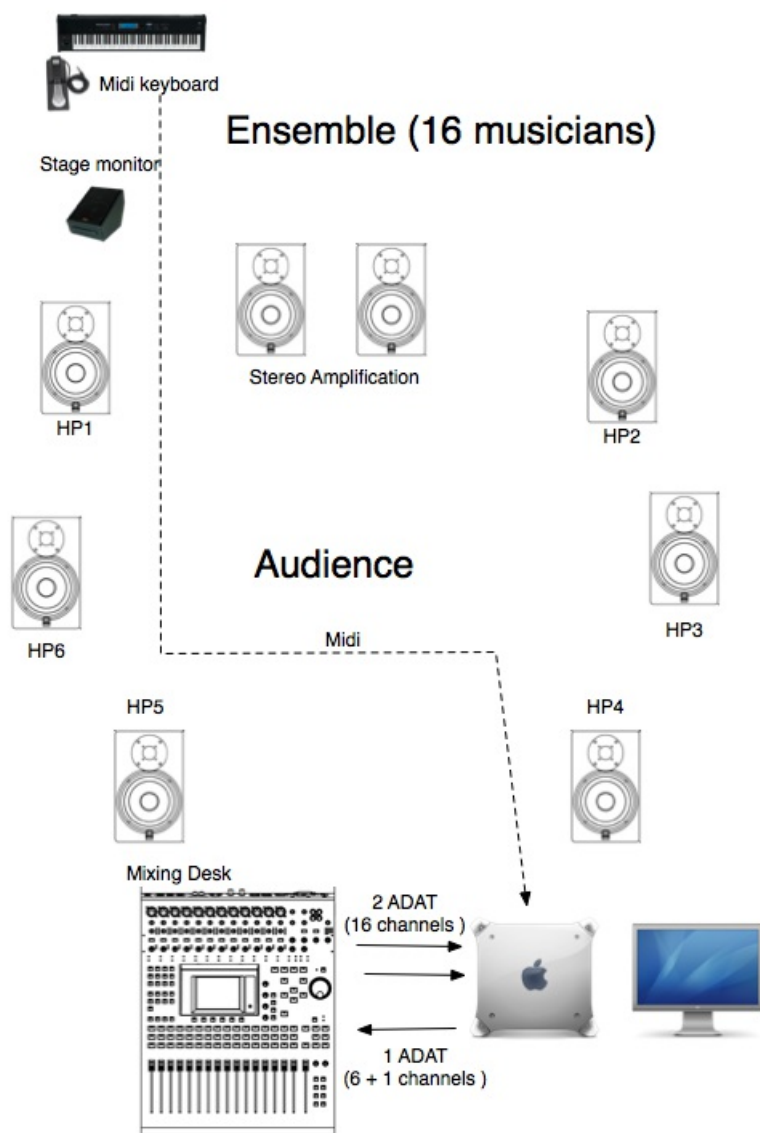 Midi keyboard
Ensemble (16 musicians)
Stage monitor
Stereo Amplification
HP1
HP2
Audience
HP6
HP3
Midi
HP5
HP4
Mixing Desk
2 ADAT
(16 channels )
1 ADAT
(6 + 1 channels )